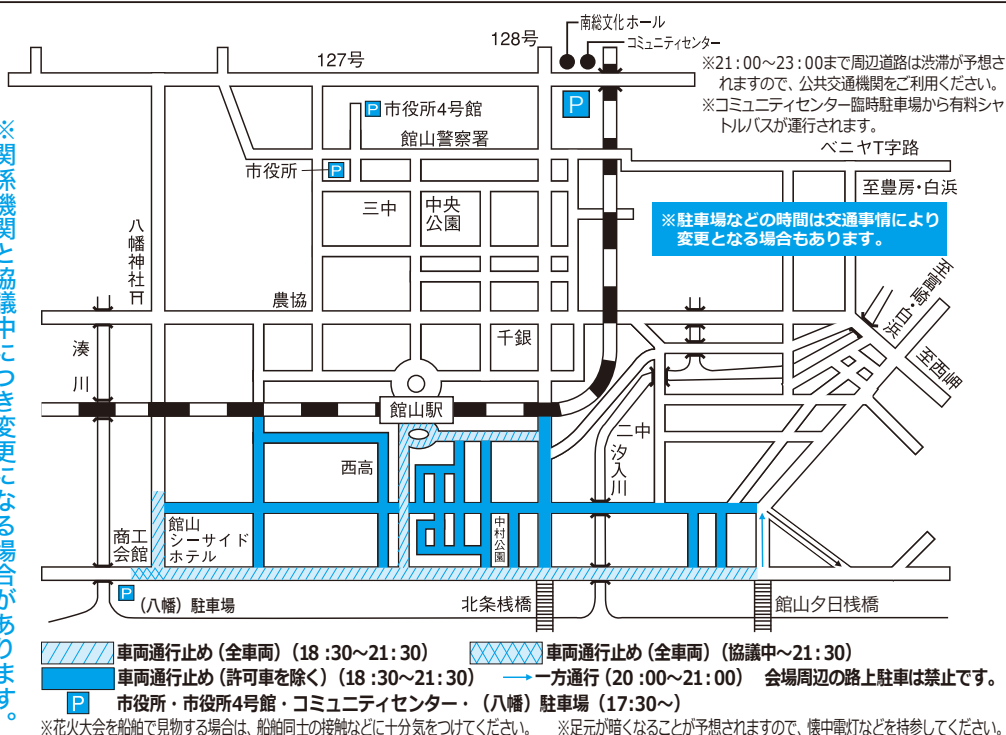 南総文化ホール
コミュニティセンター
128号
127号
※21:00～23:00まで周辺道路は渋滞が予想さ
れますので、公共交通機関をご利用ください。
※コミュニティセンター臨時駐車場から有料シャ
トルバスが運行されます。
P
P 市役所4号館
館山警察署
ベニヤT字路
市役所 P
至豊房・白浜
三中
中央
公園
※駐車場などの時間は交通事情により
変更となる場合もあります。
※関係機関と協議中につき変更になる場合があります。
八幡神社
至富崎・白浜
農協
湊川
千銀
至西岬
館山駅
二中
汐入川
西高
館山
シーサイド
ホテル
商工
会館
中村公園
P (八幡)駐車場
北条桟橋
館山夕日桟橋
車両通行止め(全車両)(18:30～21:30)
車両通行止め(全車両)(協議中～21:30)
車両通行止め(許可車を除く)(18:30～21:30)
一方通行(20:00～21:00) 会場周辺の路上駐車は禁止です。
P 市役所・市役所4号館・コミュニティセンター・(八幡)駐車場(17:30～)
※花火大会を船舶で見物する場合は、船舶同士の接触などに十分気をつけてください。
※足元が暗くなることが予想されますので、懐中電灯などを持参してください。